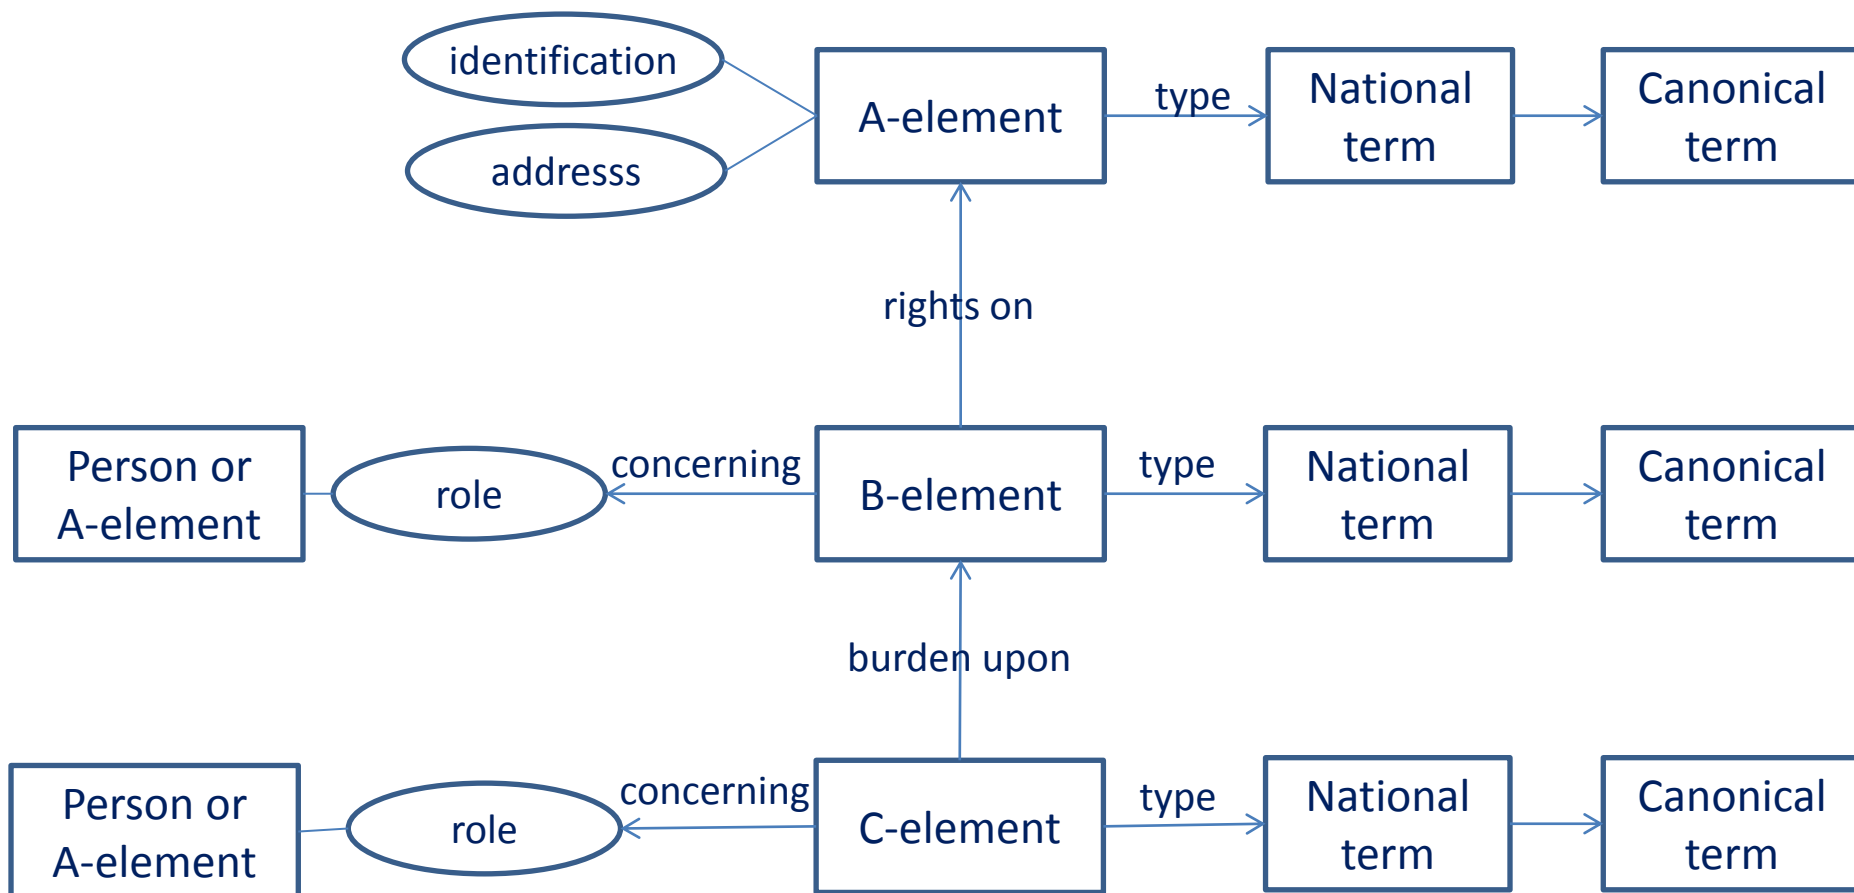 identification
addresss
A-element
type
National
term
Canonical
term
rights on
Person or
A-element
role
concerning
B-element
type
National
term
Canonical
term
burden upon
Person or
A-element
role
concerning
C-element
type
National
term
Canonical
term